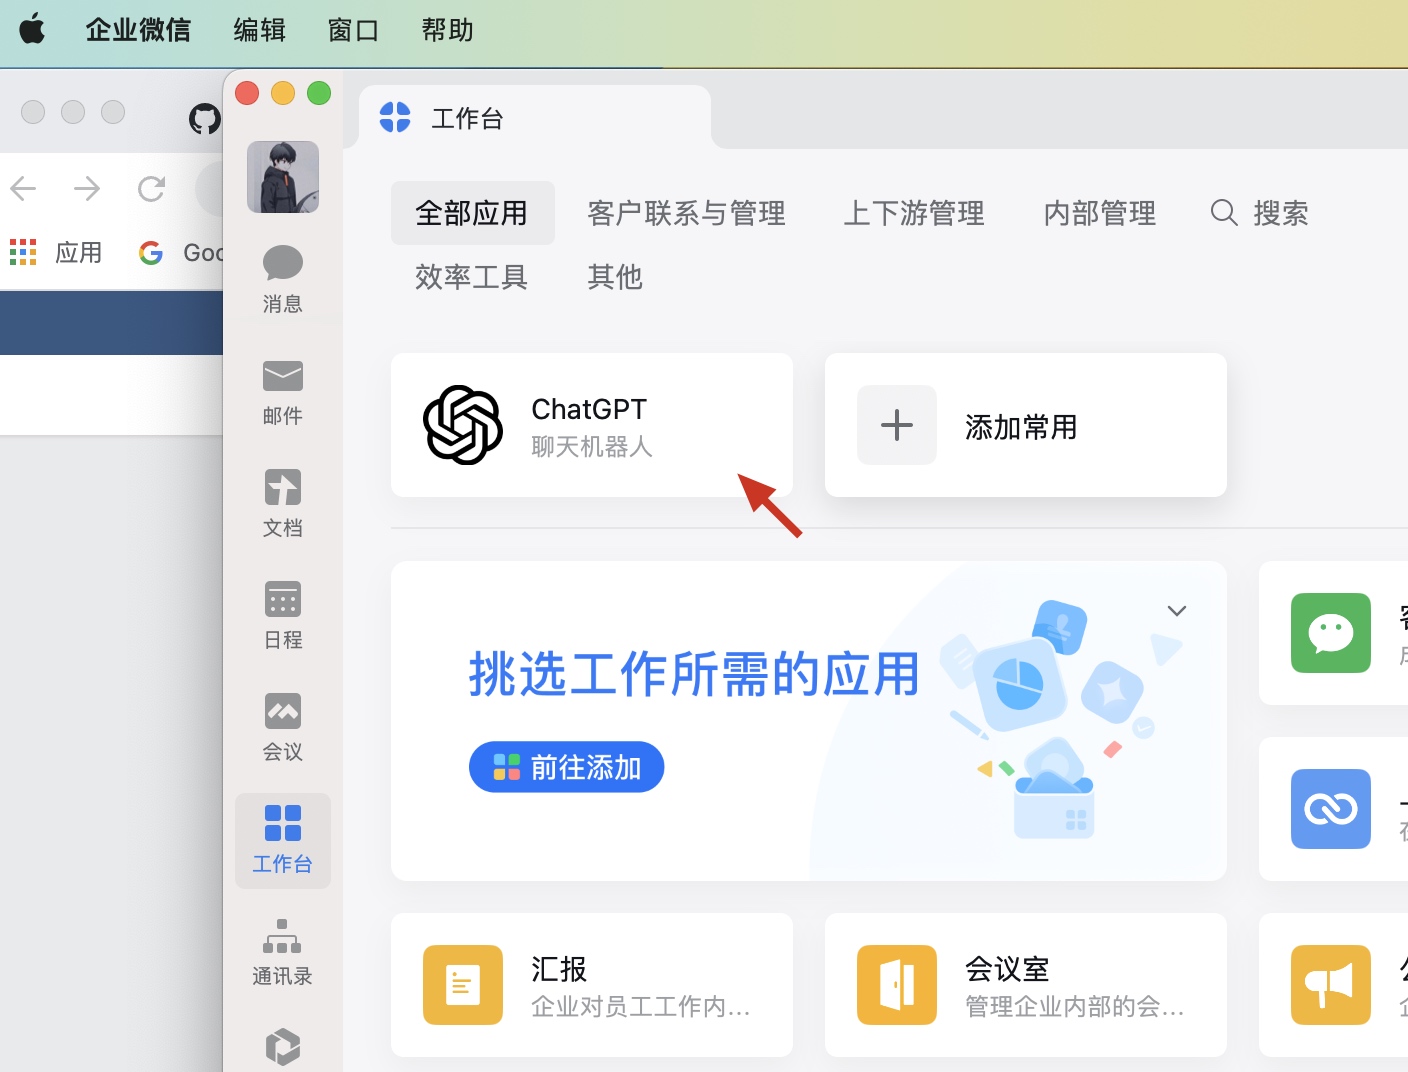 企业微信 编辑 窗口 帮助
工作台
应用
消息
邮件
文档
日程
会议
工作台
通讯录
全部应用 客户联系与管理 上下游管理 内部管理 搜索
效率工具 其他
ChatGPT
聊天机器人
添加常用
挑选工作所需的应用
前往添加
汇报
企业对员工工作内...
会议室
管理企业内部的会...